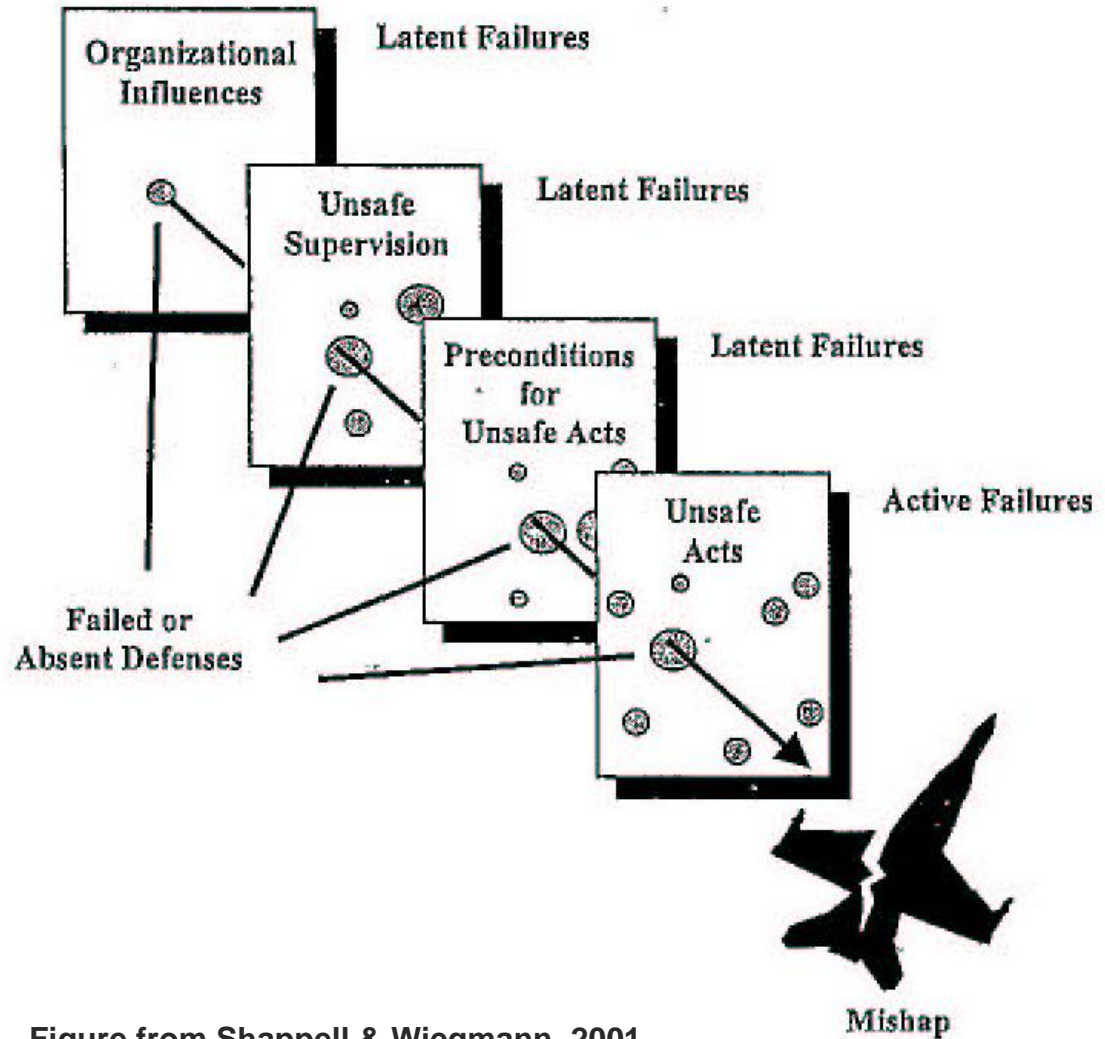 Organizational
Influences
Latent Failures
Unsafe
Supervision
Latent Failures
Preconditions
for
Unsafe Acts
Latent Failures
Unsafe
Acts
Active Failures
Failed or
Absent Defenses
Mishap
Figure from Shappell & Wiegmann, 2001